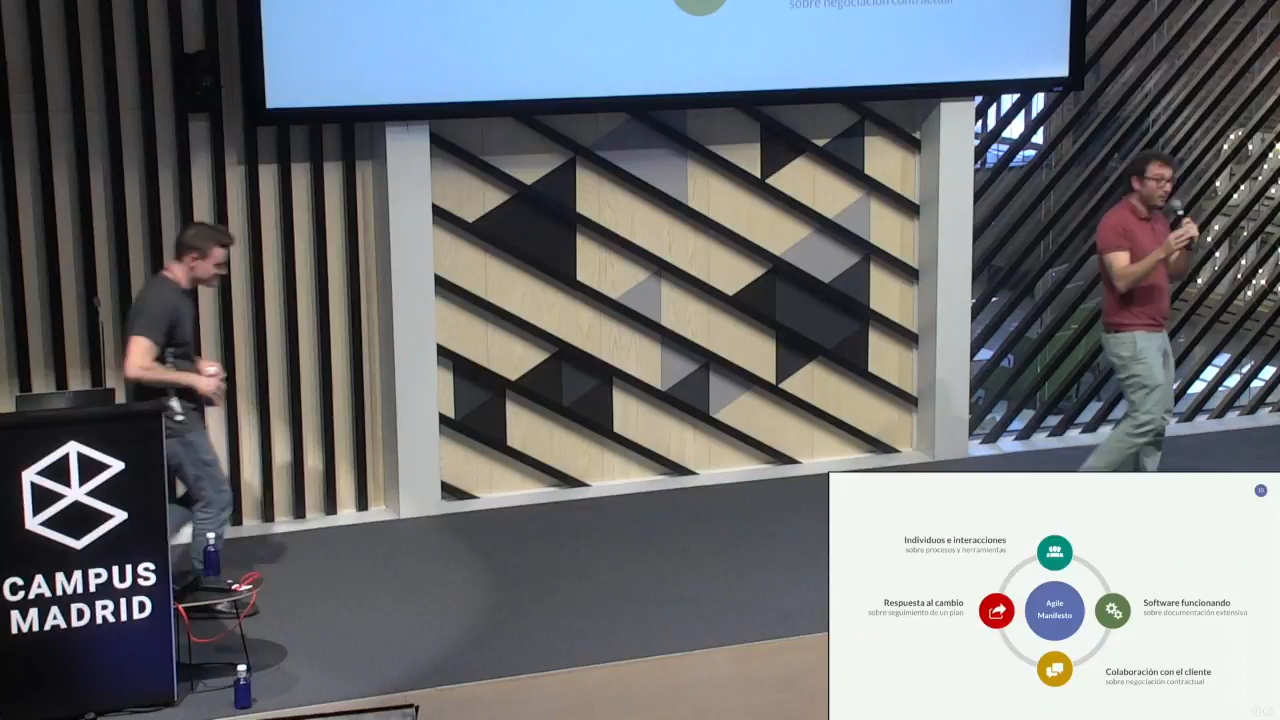 sobre negociación contractual
CAMPUS
MADRID
Individuos e interacciones
sobre procesos y herramientas
Respuesta al cambio
sobre seguimiento de un plan
Agile
Manifesto
Software funcionando
sobre documentación extensiva
Colaboración con el cliente
sobre negociación contractual